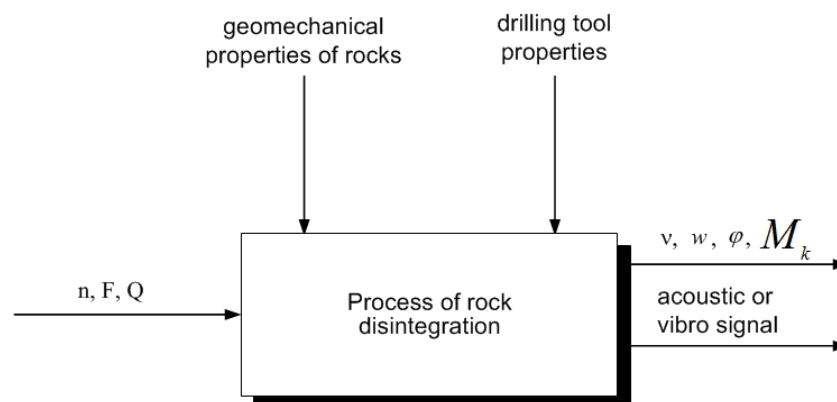 geomechanical
properties of rocks
drilling tool
properties
n, F, Q
Process of rock
disintegration
ν, w, φ, M_k
acoustic or
vibro signal